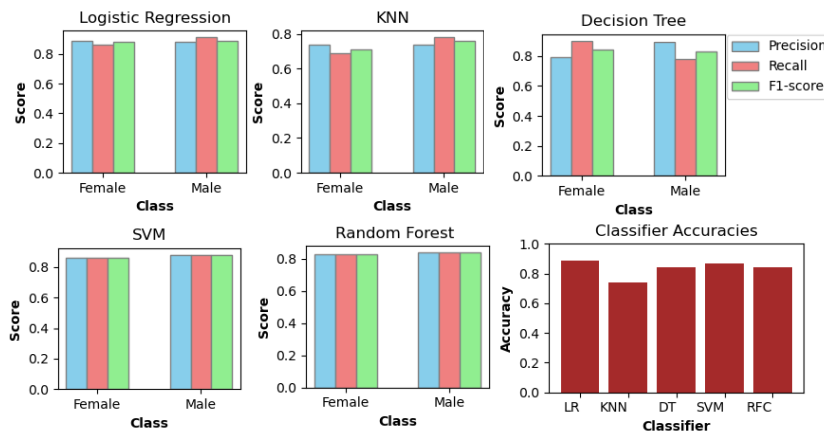 Logistic Regression
0.8
0.6
0.4
0.2
0.0
Score
Female Male
Class
KNN
0.8
0.6
0.4
0.2
0.0
Score
Female Male
Class
Decision Tree
0.8
0.6
0.4
0.2
0.0
Score
Female Male
Class
Precision
Recall
F1-score
SVM
0.8
0.6
0.4
0.2
0.0
Score
Female Male
Class
Random Forest
0.8
0.6
0.4
0.2
0.0
Score
Female Male
Class
Classifier Accuracies
1.0
0.8
0.6
0.4
0.2
0.0
Accuracy
LR KNN DT SVM RFC
Classifier